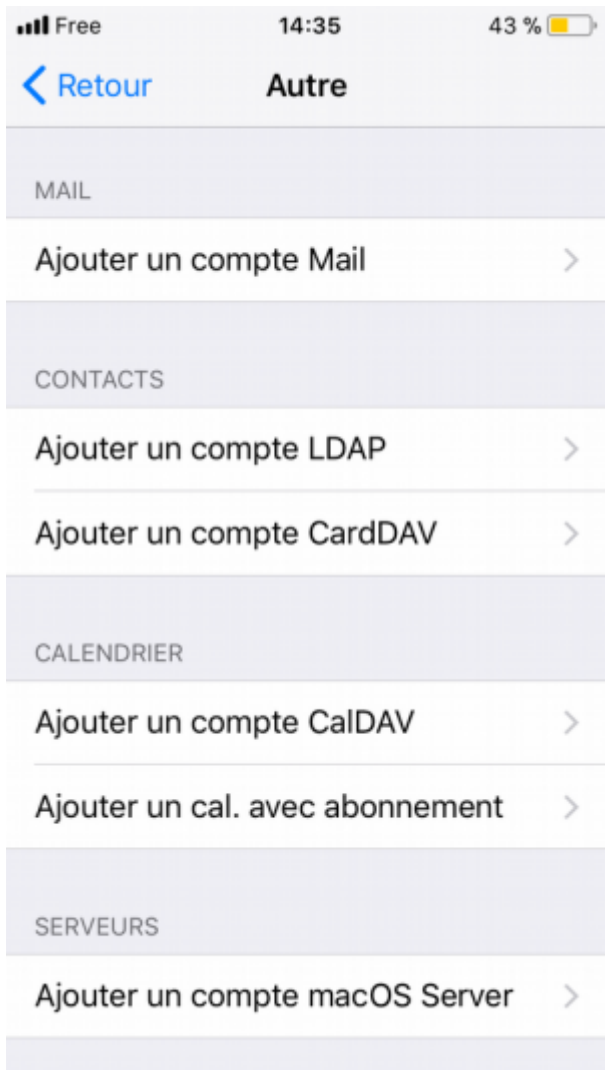 Free 14:35 43 %
Retour Autre
MAIL
Ajouter un compte Mail
CONTACTS
Ajouter un compte LDAP
Ajouter un compte CardDAV
CALENDRIER
Ajouter un compte CalDAV
Ajouter un cal. avec abonnement
SERVEURS
Ajouter un compte macOS Server